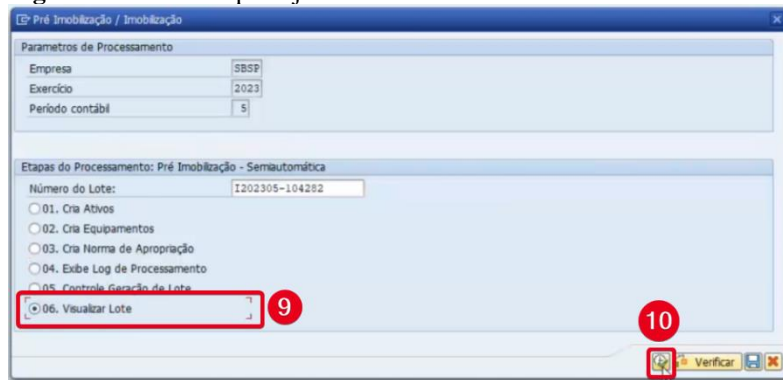 Pré Imobilização / Imobilização
Parametros de Processamento
Empresa SBSP
Exercício 2023
Período contábil 5
Etapas do Processamento: Pré Imobilização - Semiautomática
Número do Lote: I202305-104282
01. Cria Ativos
02. Cria Equipamentos
03. Cria Norma de Apropriação
04. Exibe Log de Processamento
05. Controle Geração de Lote
06. Visualizar Lote
9
10
Verificar